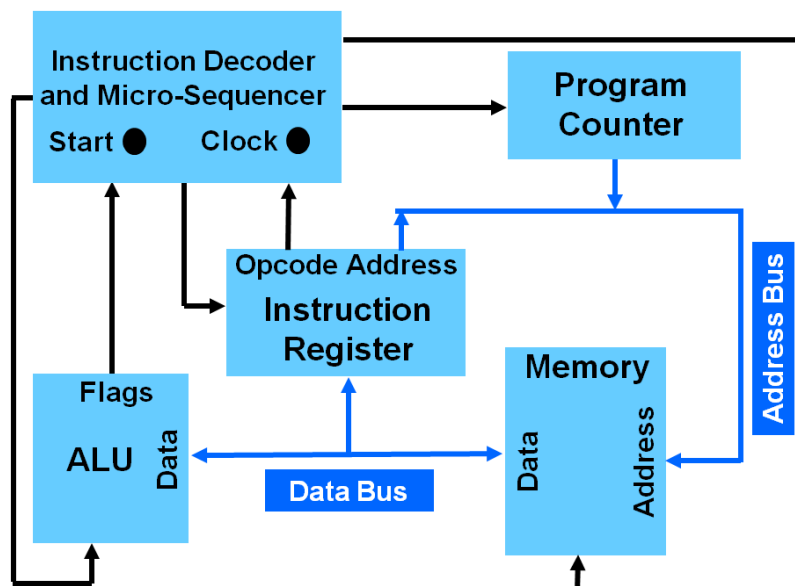 Instruction Decoder
and Micro-Sequencer
Start
Clock
Program
Counter
Opcode Address
Instruction
Register
Address Bus
Flags
ALU
Data
Data Bus
Memory
Data
Address